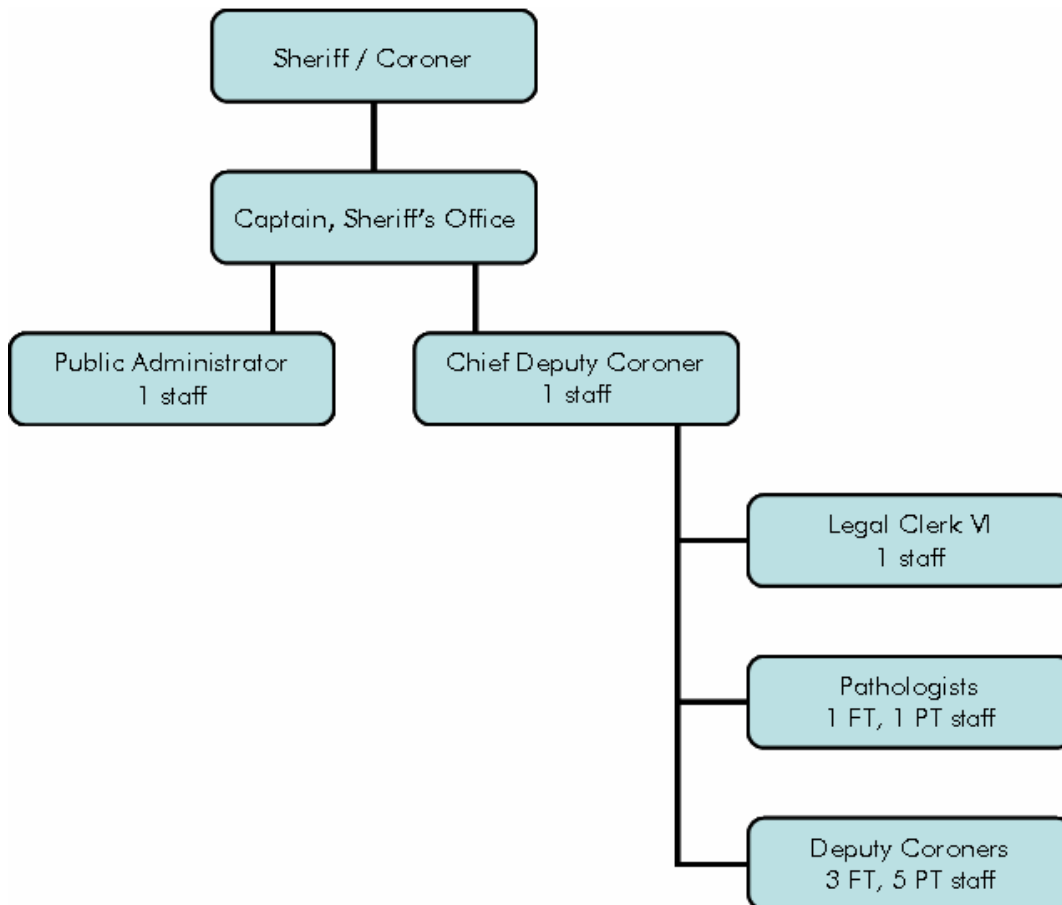 Sheriff / Coroner
Captain, Sheriff's Office
Public Administrator
1 staff
Chief Deputy Coroner
1 staff
Legal Clerk VI
1 staff
Pathologists
1 FT, 1 PT staff
Deputy Coroners
3 FT, 5 PT staff